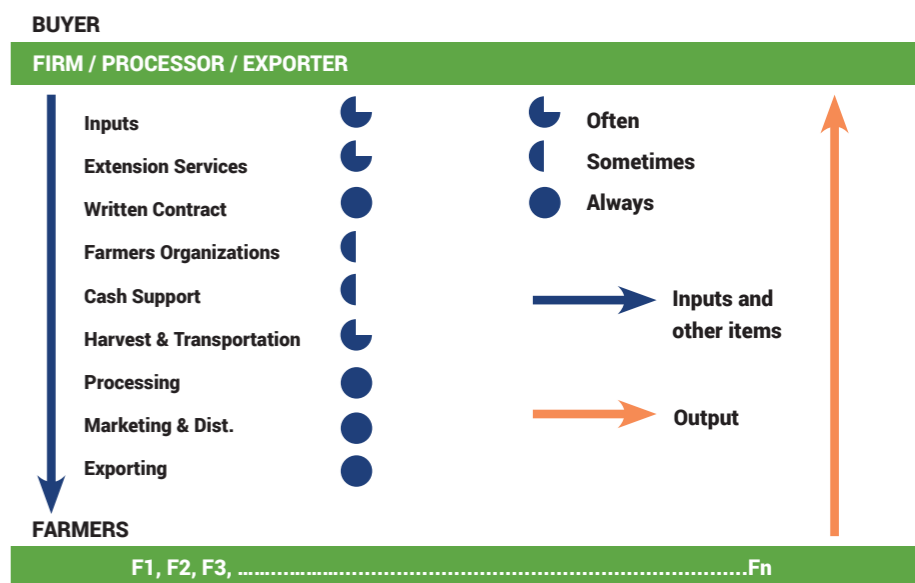 BUYER
FIRM / PROCESSOR / EXPORTER
Inputs
Extension Services
Written Contract
Farmers Organizations
Cash Support
Harvest & Transportation
Processing
Marketing & Dist.
Exporting
Often
Sometimes
Always
Inputs and
other items
Output
FARMERS
F1, F2, F3, ................................................................................................Fn